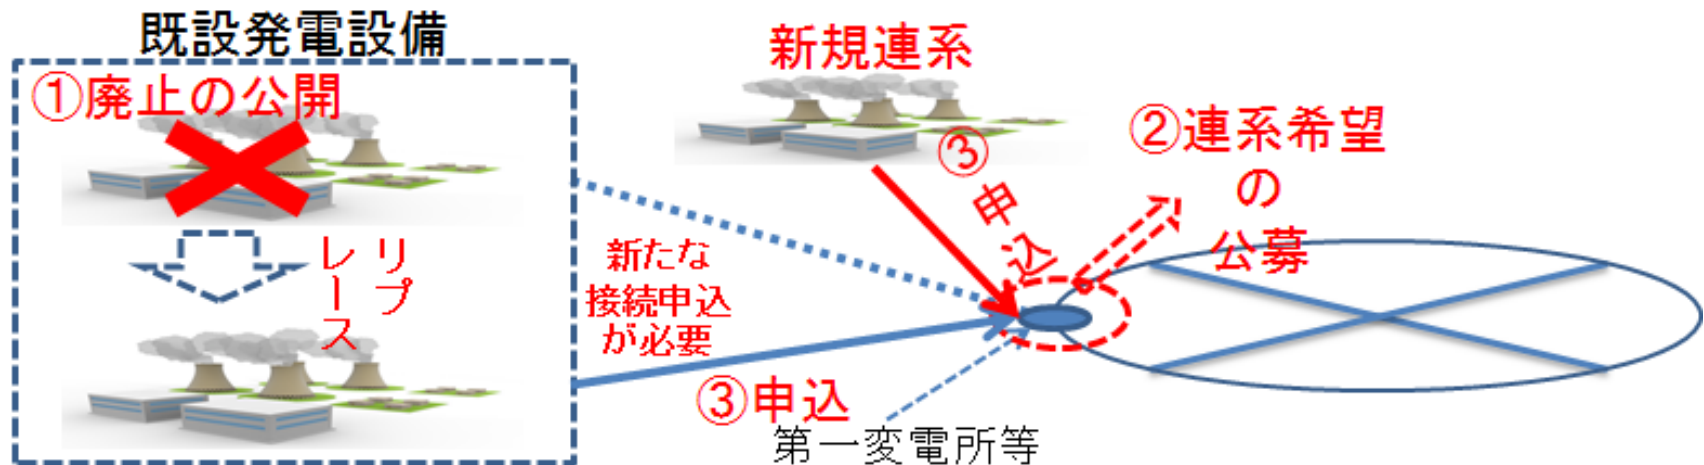 既設発電設備
①廃止の公開
リプ
レース
新たな
接続申込
が必要
③申込
新規連系
③
申
込
②連系希望
の
公募
第一変電所等